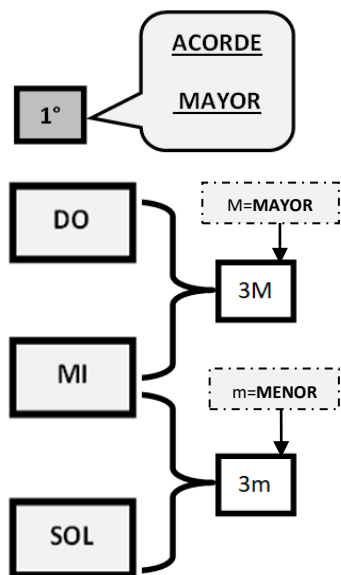 ACORDE
MAYOR
1°
DO
M=MAYOR
3M
MI
m=MENOR
3m
SOL